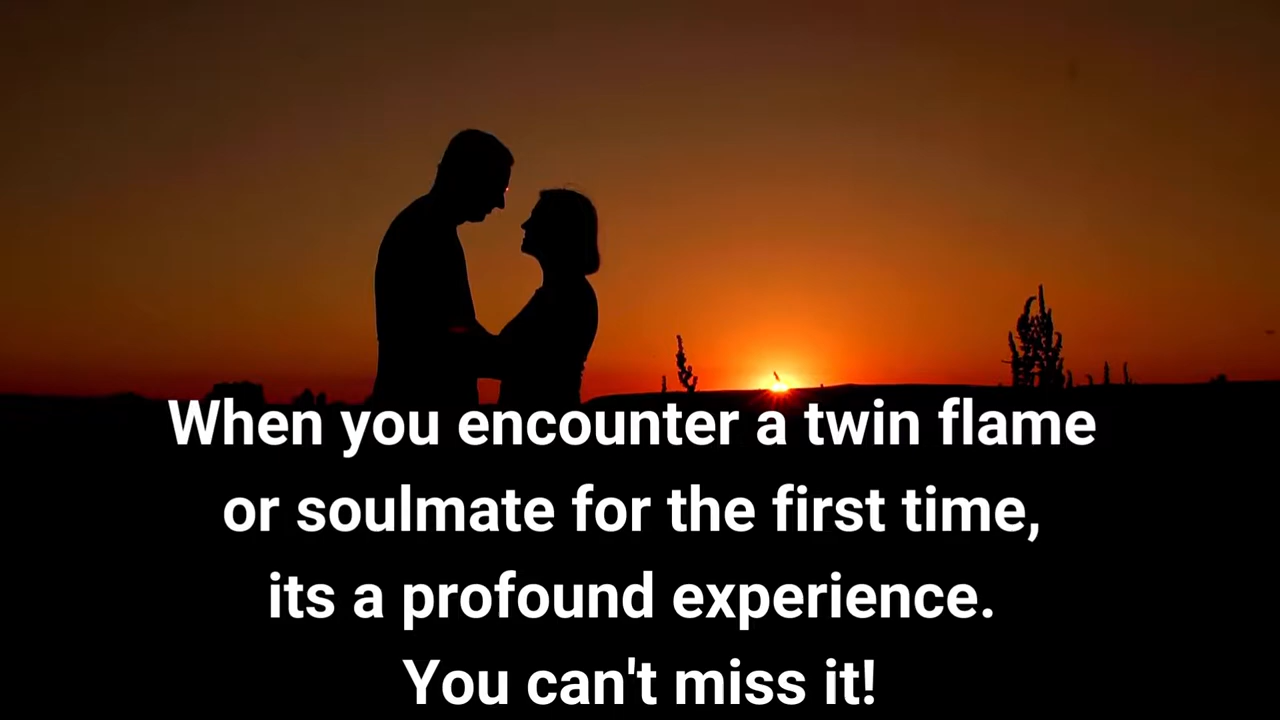 When you encounter a twin flame
or soulmate for the first time,
its a profound experience.
You can't miss it!